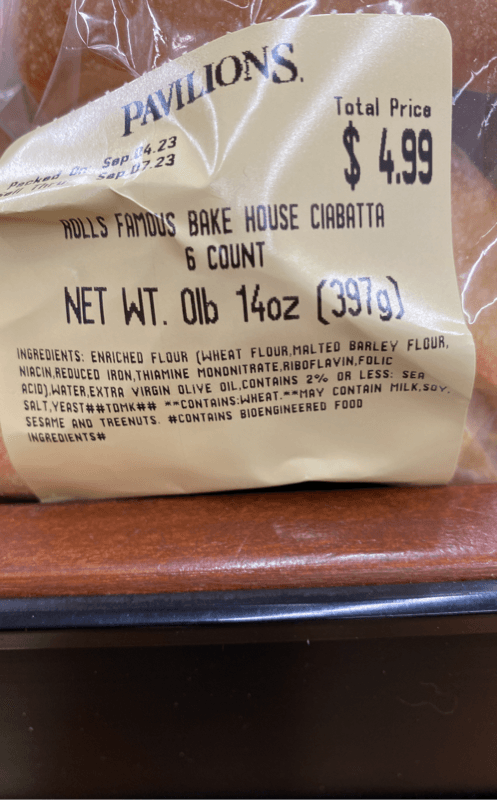 PAVILIONS.
Total Price
$ 4.99
Packed On Sep 04.23
Sell Thru Sep 07.23
ROLLS FAMOUS BAKE HOUSE CIABATTA
6 COUNT
NET WT. 0lb 14oz (397g)
INGREDIENTS: ENRICHED FLOUR (WHEAT FLOUR,MALTED BARLEY FLOUR,
NIACIN,REDUCED IRON,THIAMINE MONONITRATE,RIBOFLAVIN,FOLIC
ACID),WATER,EXTRA VIRGIN OLIVE OIL,CONTAINS 2% OR LESS: SEA
SALT,YEAST##TDMK## **CONTAINS:WHEAT.**MAY CONTAIN MILK,SOY,
SESAME AND TREENUTS. #CONTAINS BIOENGINEERED FOOD
INGREDIENTS#